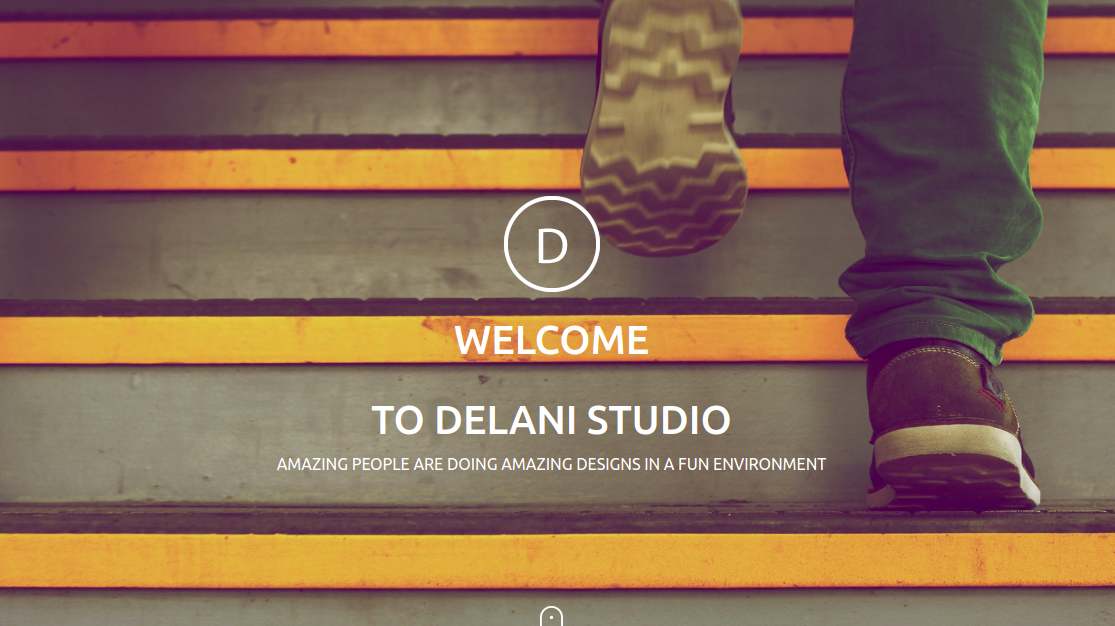 D
WELCOME
TO DELANI STUDIO
AMAZING PEOPLE ARE DOING AMAZING DESIGNS IN A FUN ENVIRONMENT